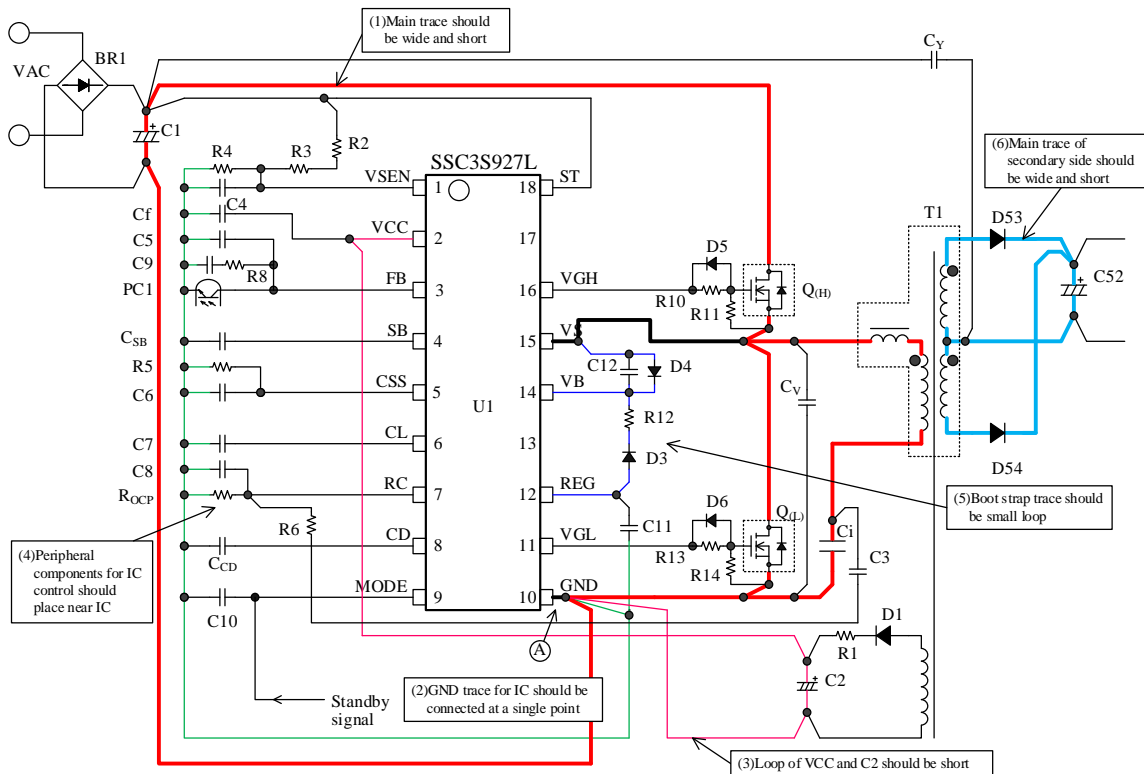 (1)Main trace should
be wide and short
CY
BR1
VAC
C1
R2
R4
R3
SSC3S927L
(6)Main trace of
secondary side should
be wide and short
VSEN
1
18
ST
C4
Cf
VCC
2
17
T1
D53
C5
D5
C9
R8
C52
PC1
FB
3
16
VGH
R10
R11
Q(H)
CSB
SB
4
15
VS
R5
C12
D4
C6
CSS
5
14
VB
CV
U1
R12
C7
CL
6
13
D54
C8
D3
ROCP
RC
7
12
REG
(5)Boot strap trace should
be small loop
R6
C11
D6
Q(L)
Ci
C3
(4)Peripheral
components for IC
control should
place near IC
CD
8
11
VGL
R13
R14
CCD
MODE
9
10
GND
C10
D1
A
R1
C2
Standby
signal
(2)GND trace for IC should be
connected at a single point
(3)Loop of VCC and C2 should be short